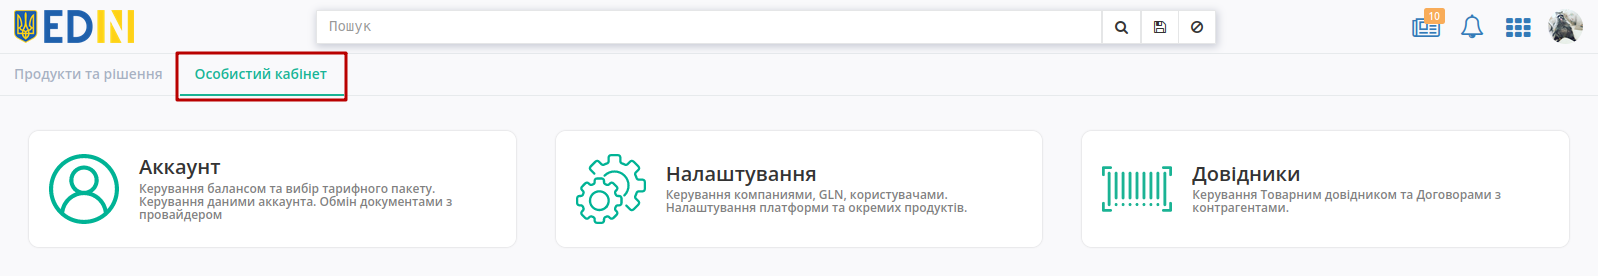 EDIN
Пошук
10
Продукти та рішення
Особистий кабінет
Аккаунт
Керування балансом та вибір тарифного пакету.
Керування даними аккаунта. Обмін документами з
провайдером
Налаштування
Керування компаніями, GLN, користувачами.
Налаштування платформи та окремих продуктів.
Довідники
Керування Товарним довідником та Договорами з
контрагентами.